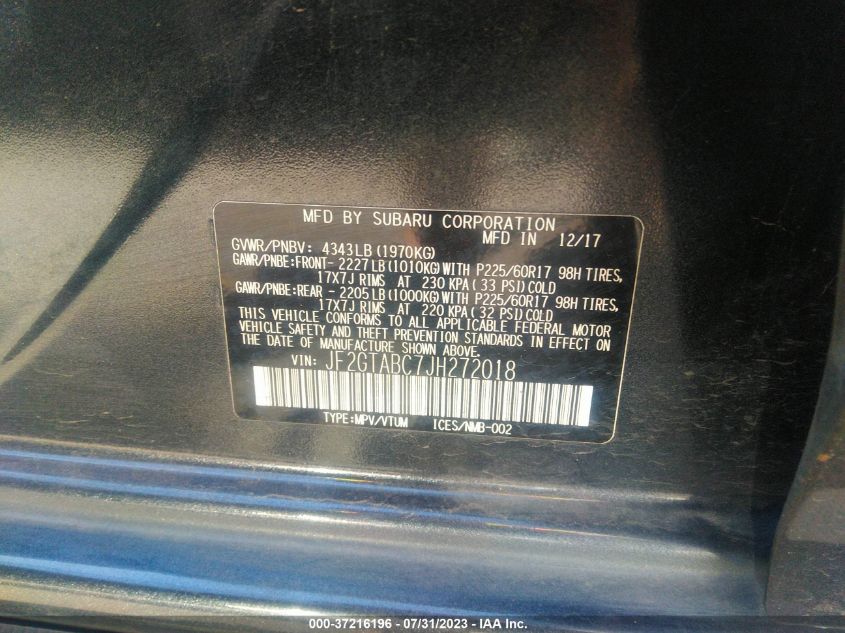 MFD BY SUBARU CORPORATION
MFD IN 12/17
GVWR/PNBV: 4343LB(1970KG)
GAWR/PNBE:FRONT- 2227LB(1010KG)WITH P225/60R17 98H TIRES,
17X7J RIMS AT 230 KPA( 33 PSI)COLD
GAWR/PNBE:REAR - 2205LB(1000KG)WITH P225/60R17 98H TIRES,
17X7J RIMS AT 220 KPA( 32 PSI)COLD
THIS VEHICLE CONFORMS TO ALL APPLICABLE FEDERAL MOTOR
VEHICLE SAFETY AND THEFT PREVENTION STANDARDS IN EFFECT ON
THE DATE OF MANUFACTURE SHOWN ABOVE.
VIN: JF2GTABC7JH272018
TYPE:MPV/VTUM ICES/NMB-002
000-37216196 - 07/31/2023 - IAA Inc.